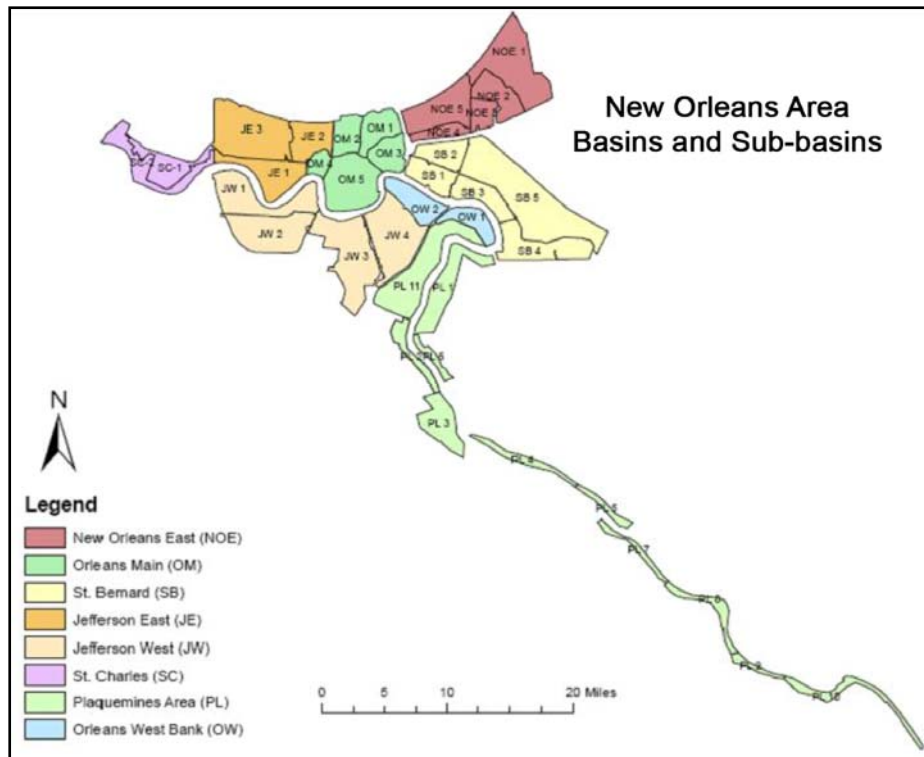 New Orleans Area
Basins and Sub-basins
NOE 1
NOE 2
NOE 5
NOE 4
JE 3
JE 2
OM 1
OM 2
OM 3
OM 4
OM 5
JE 1
SC-1
SB 2
SB 1
SB 3
SB 5
SB 4
JW 1
JW 2
JW 3
JW 4
OW 2
OW 1
PL 11
PL 1
PL 3
PL 4
PL 7
PL 9
N
Legend
New Orleans East (NOE)
Orleans Main (OM)
St. Bernard (SB)
Jefferson East (JE)
Jefferson West (JW)
St. Charles (SC)
Plaquemines Area (PL)
Orleans West Bank (OW)
0 5 10 20 Miles